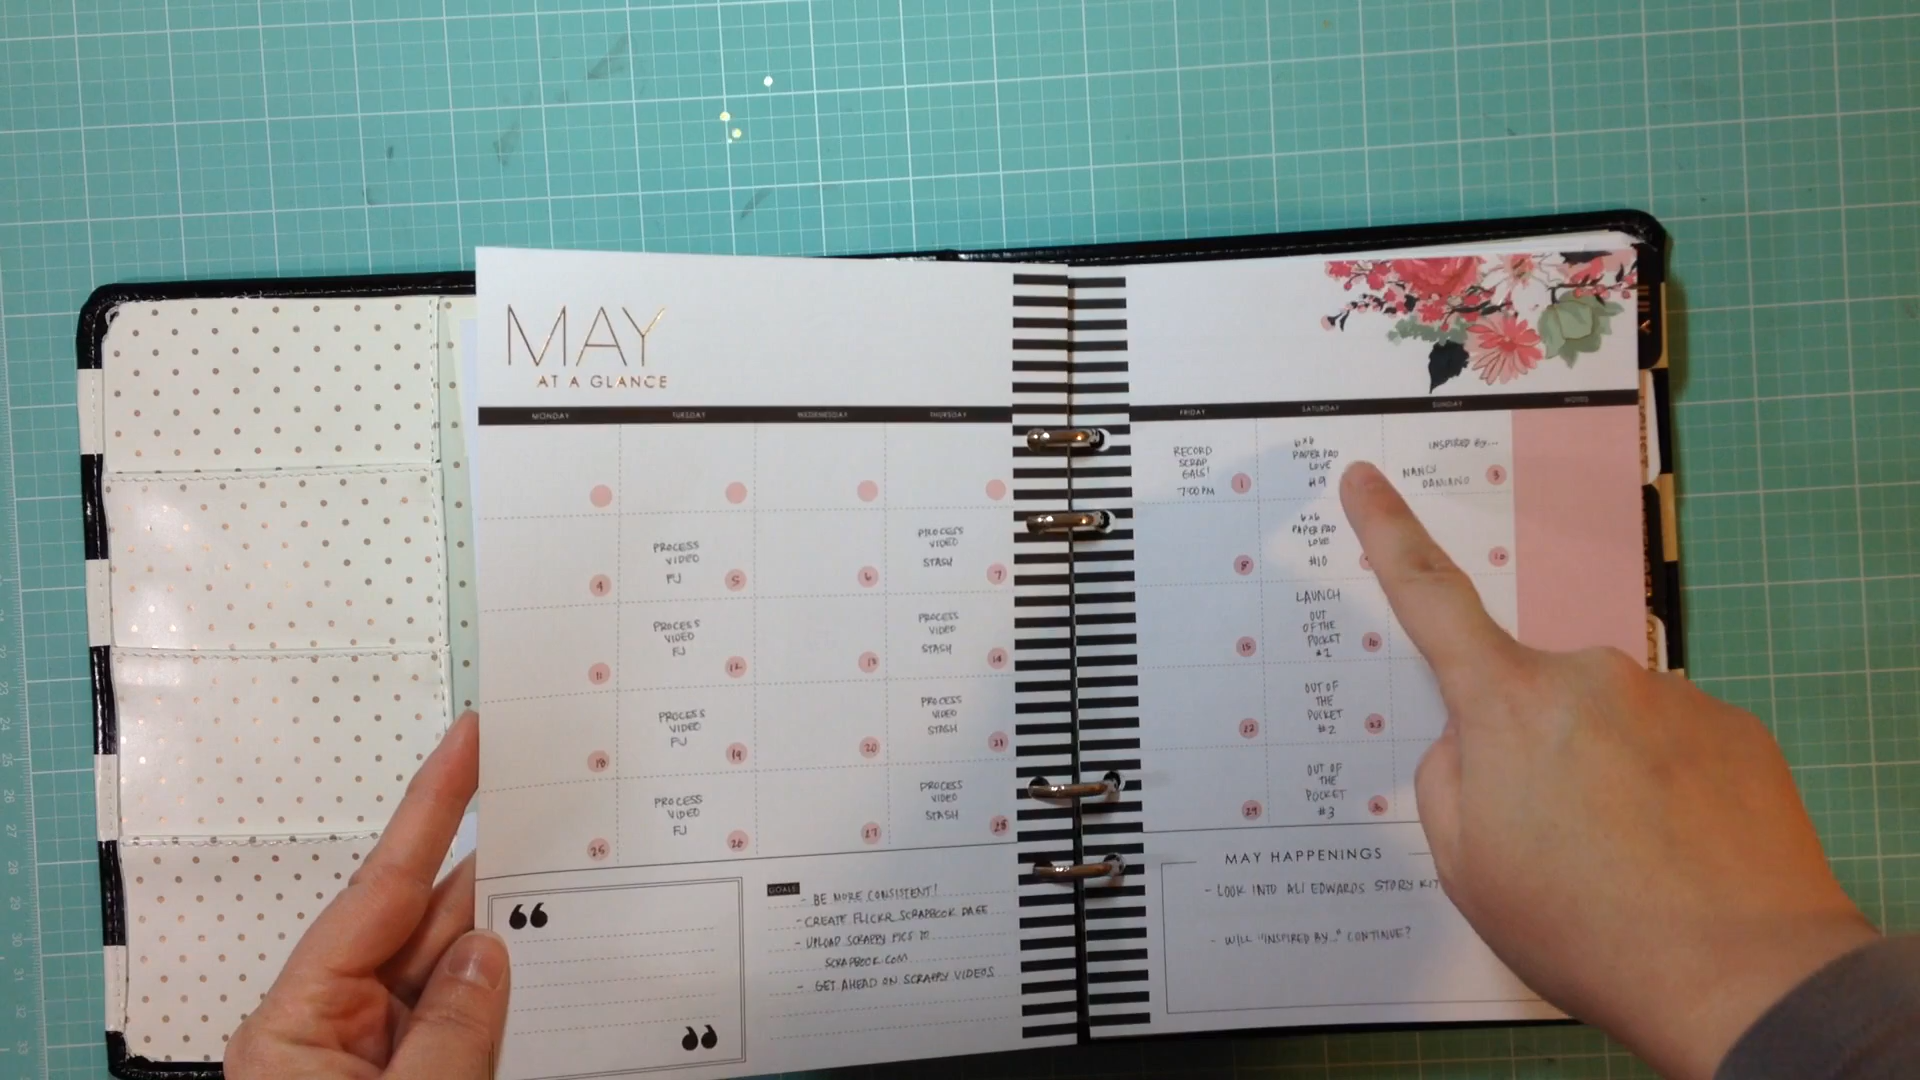 MAY
AT A GLANCE
MONDAY TUESDAY WEDNESDAY THURSDAY
PROCESS
VIDEO
FJ
PROCESS
VIDEO
STASH
4 5 6 7
PROCESS
VIDEO
FJ
PROCESS
VIDEO
STASH
11 12 13 14
PROCESS
VIDEO
FJ
PROCESS
VIDEO
STASH
18 19 20 21
PROCESS
VIDEO
FJ
PROCESS
VIDEO
STASH
25 26 27 28
❝
❞
GOALS:
- BE MORE CONSISTENT!
- CREATE FLICKR SCRAPBOOK PAGE
- UPLOAD SCRAPPY PICS
SCRAPBOOK.COM
- GET AHEAD ON SCRAPPY VIDEOS
FRIDAY SATURDAY SUNDAY NOTES
RECORD
SCRAP
GALS!
7:00 PM
1
6x6
PAPER PAD
LOVE
#9
INSPIRED BY...
NANCY
DAMIANO
3
8
6x6
PAPER PAD
LOVE
#10
10
15
LAUNCH
OUT
OF THE
POCKET
#1
16
22
OUT OF
THE
POCKET
#2
23
29
OUT OF
THE
POCKET
#3
30
MAY HAPPENINGS
- LOOK INTO ALI EDWARDS STORY KIT
- WILL "INSPIRED BY..." CONTINUE?